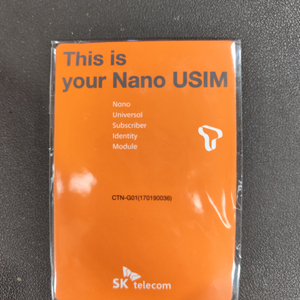 This is
your Nano USIM
Nano
Universal
Subscriber
Identity
Module
CTN-G01(170190036)
SK telecom